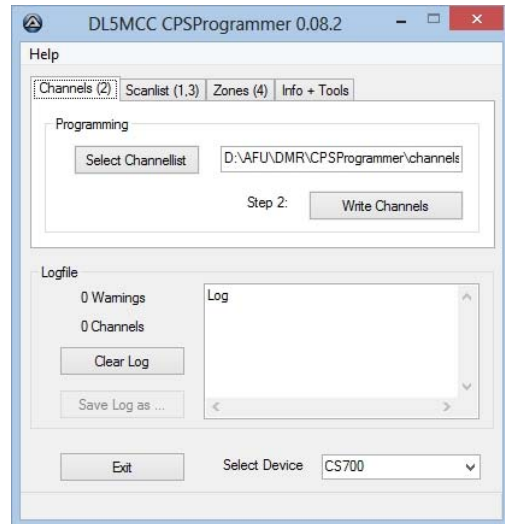 DL5MCC CPSProgrammer 0.08.2
Help
Channels (2) Scanlist (1,3) Zones (4) Info + Tools
Programming
Select Channellist D:\AFU\DMR\CPSProgrammer\channels
Step 2: Write Channels
Logfile
0 Warnings Log
0 Channels
Clear Log
Save Log as ...
Exit Select Device CS700